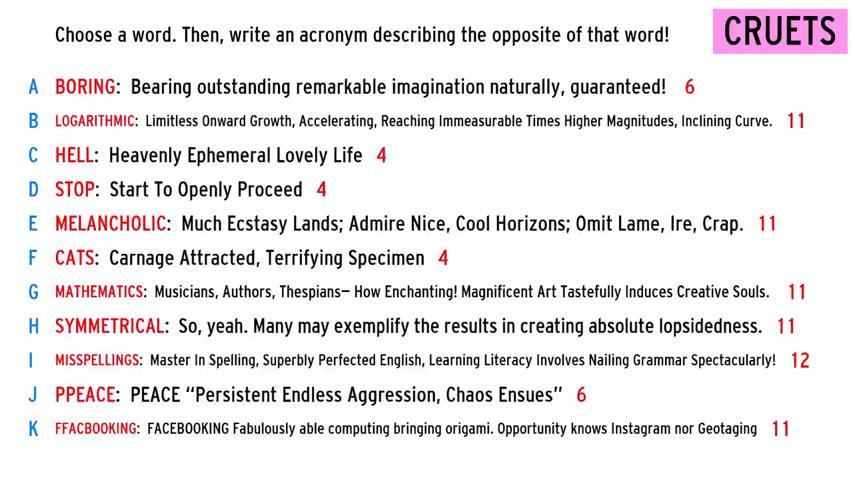 Choose a word. Then, write an acronym describing the opposite of that word!
CRUETS
A BORING: Bearing outstanding remarkable imagination naturally, guaranteed! 6
B LOGARITHMIC: Limitless Onward Growth, Accelerating, Reaching Immeasurable Times Higher Magnitudes, Inclining Curve. 11
C HELL: Heavenly Ephemeral Lovely Life 4
D STOP: Start To Openly Proceed 4
E MELANCHOLIC: Much Ecstasy Lands; Admire Nice, Cool Horizons; Omit Lame, Ire, Crap. 11
F CATS: Carnage Attracted, Terrifying Specimen 4
G MATHEMATICS: Musicians, Authors, Thespians— How Enchanting! Magnificent Art Tastefully Induces Creative Souls. 11
H SYMMETRICAL: So, yeah. Many may exemplify the results in creating absolute lopsidedness. 11
I MISSPELLINGS: Master In Spelling, Superbly Perfected English, Learning Literacy Involves Nailing Grammar Spectacularly! 12
J PPEACE: PEACE “Persistent Endless Aggression, Chaos Ensues” 6
K FFACBOOKING: FACEBOOKING Fabulously able computing bringing origami. Opportunity knows Instagram nor Geotaging 11